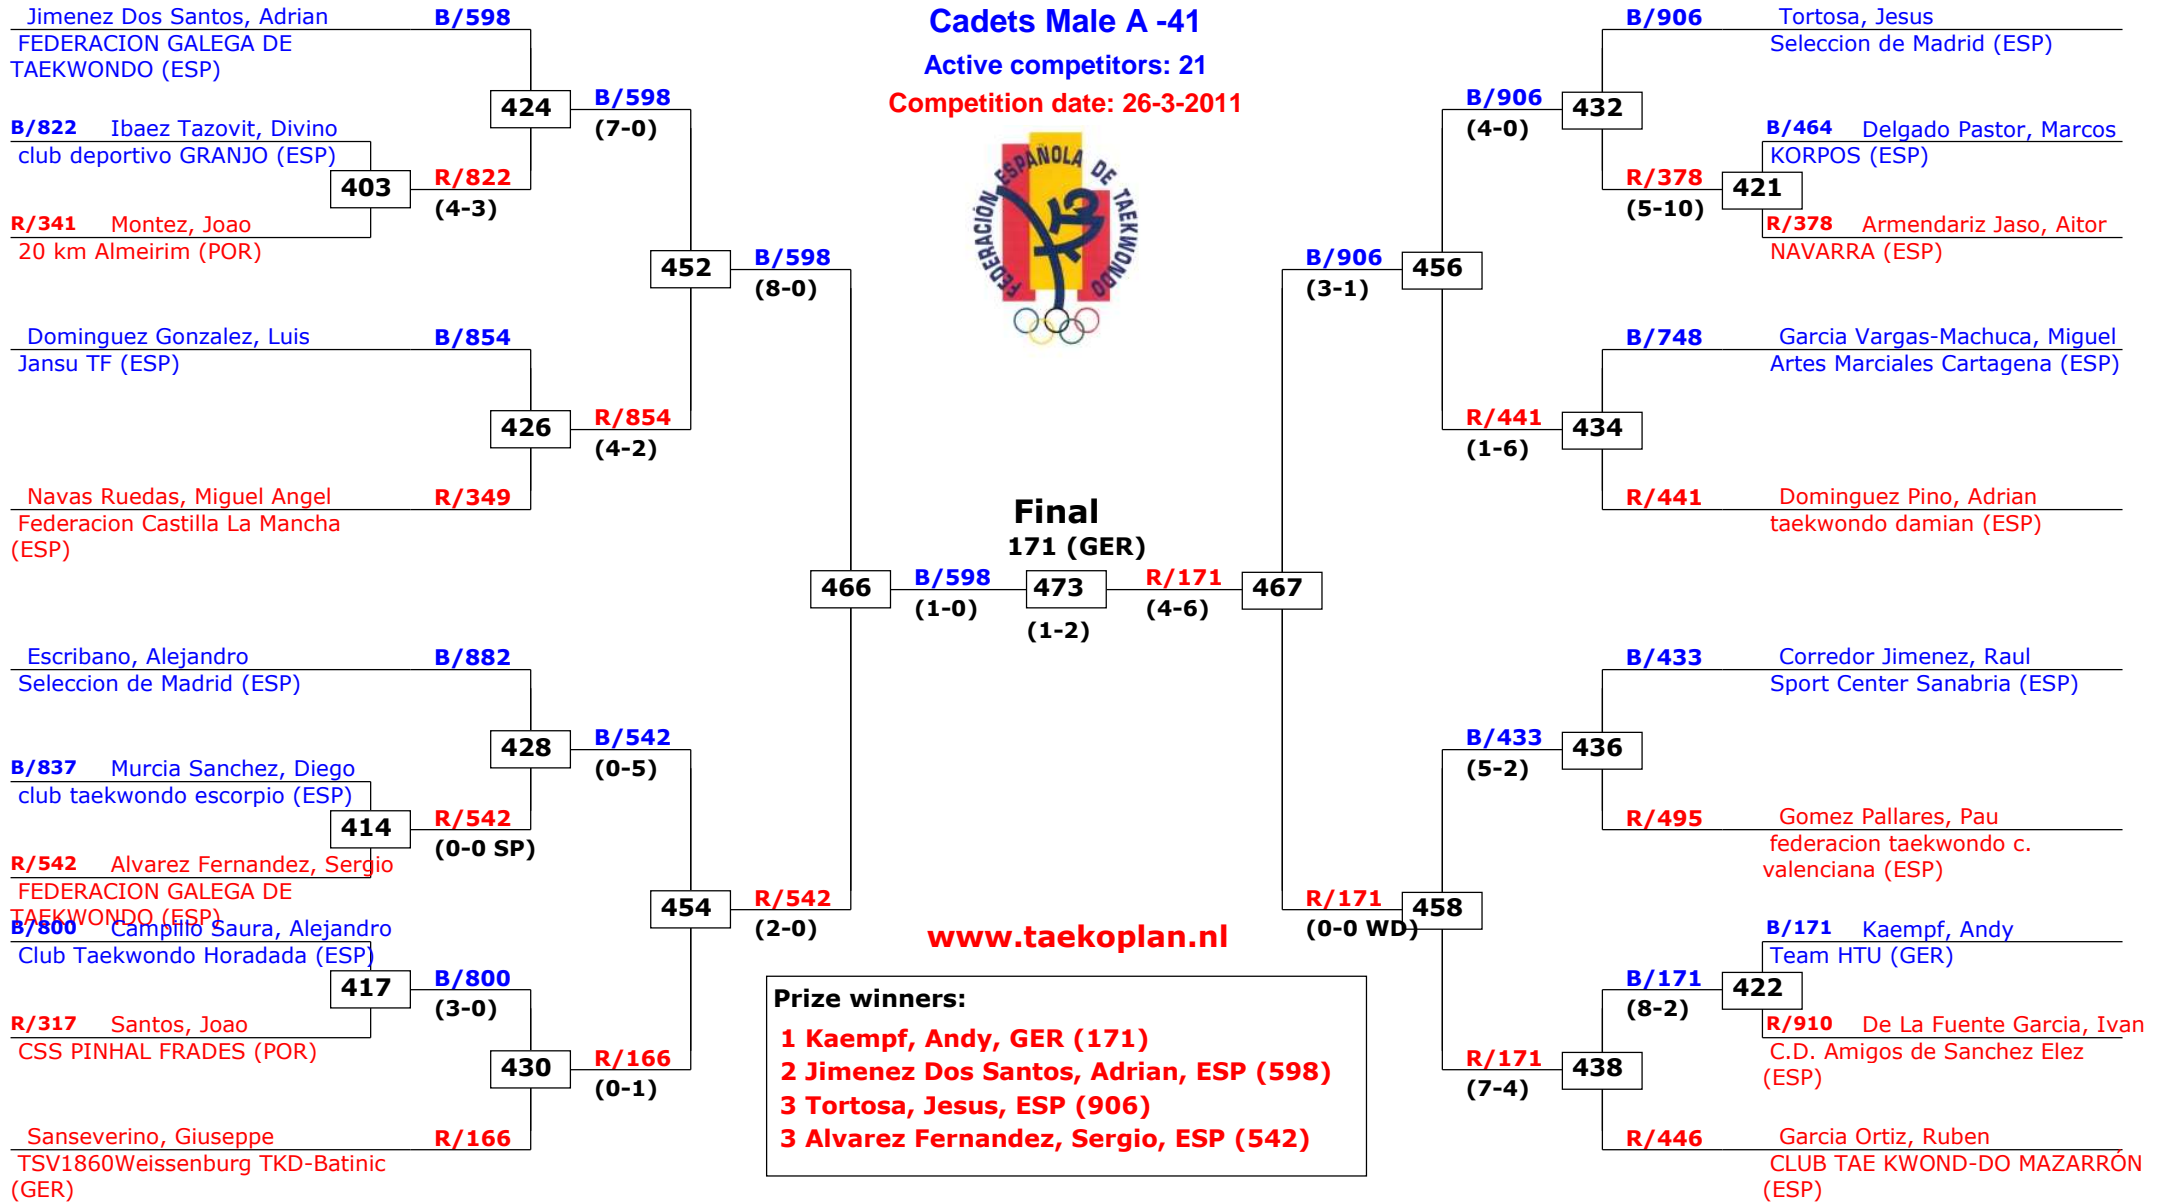 Cadets Male A -41
Active competitors: 21
Competition date: 26-3-2011
FEDERACIÓN ESPAÑOLA DE TAEKWONDO
Jimenez Dos Santos, Adrian B/598
FEDERACION GALEGA DE
TAEKWONDO (ESP)
424
B/598
(7-0)
B/822 Ibaez Tazovit, Divino
club deportivo GRANJO (ESP)
403
R/822
(4-3)
R/341 Montez, Joao
20 km Almeirim (POR)
452
B/598
(8-0)
Dominguez Gonzalez, Luis B/854
Jansu TF (ESP)
426
R/854
(4-2)
Navas Ruedas, Miguel Angel R/349
Federacion Castilla La Mancha
(ESP)
466
B/598
(1-0)
Escribano, Alejandro B/882
Seleccion de Madrid (ESP)
428
B/542
(0-5)
B/837 Murcia Sanchez, Diego
club taekwondo escorpio (ESP)
414
R/542
(0-0 SP)
R/542 Alvarez Fernandez, Sergio
FEDERACION GALEGA DE
TAEKWONDO (ESP)
454
R/542
(2-0)
B/800 Campillo Saura, Alejandro
Club Taekwondo Horadada (ESP)
417
B/800
(3-0)
R/317 Santos, Joao
CSS PINHAL FRADES (POR)
430
R/166
(0-1)
Sanseverino, Giuseppe R/166
TSV1860Weissenburg TKD-Batinic
(GER)
Final
171 (GER)
473
(1-2)
R/171
(4-6)
467
B/906 Tortosa, Jesus
Seleccion de Madrid (ESP)
B/906
(4-0)
432
B/464 Delgado Pastor, Marcos
KORPOS (ESP)
R/378
(5-10)
421
R/378 Armendariz Jaso, Aitor
NAVARRA (ESP)
B/906
(3-1)
456
B/748 Garcia Vargas-Machuca, Miguel
Artes Marciales Cartagena (ESP)
R/441
(1-6)
434
R/441 Dominguez Pino, Adrian
taekwondo damian (ESP)
B/433 Corredor Jimenez, Raul
Sport Center Sanabria (ESP)
B/433
(5-2)
436
R/495 Gomez Pallares, Pau
federacion taekwondo c.
valenciana (ESP)
R/171
(0-0 WD)
458
B/171 Kaempf, Andy
Team HTU (GER)
B/171
(8-2)
422
R/910 De La Fuente Garcia, Ivan
C.D. Amigos de Sanchez Elez
(ESP)
R/171
(7-4)
438
R/446 Garcia Ortiz, Ruben
CLUB TAE KWOND-DO MAZARRÓN
(ESP)
www.taekoplan.nl
Prize winners:
1 Kaempf, Andy, GER (171)
2 Jimenez Dos Santos, Adrian, ESP (598)
3 Tortosa, Jesus, ESP (906)
3 Alvarez Fernandez, Sergio, ESP (542)